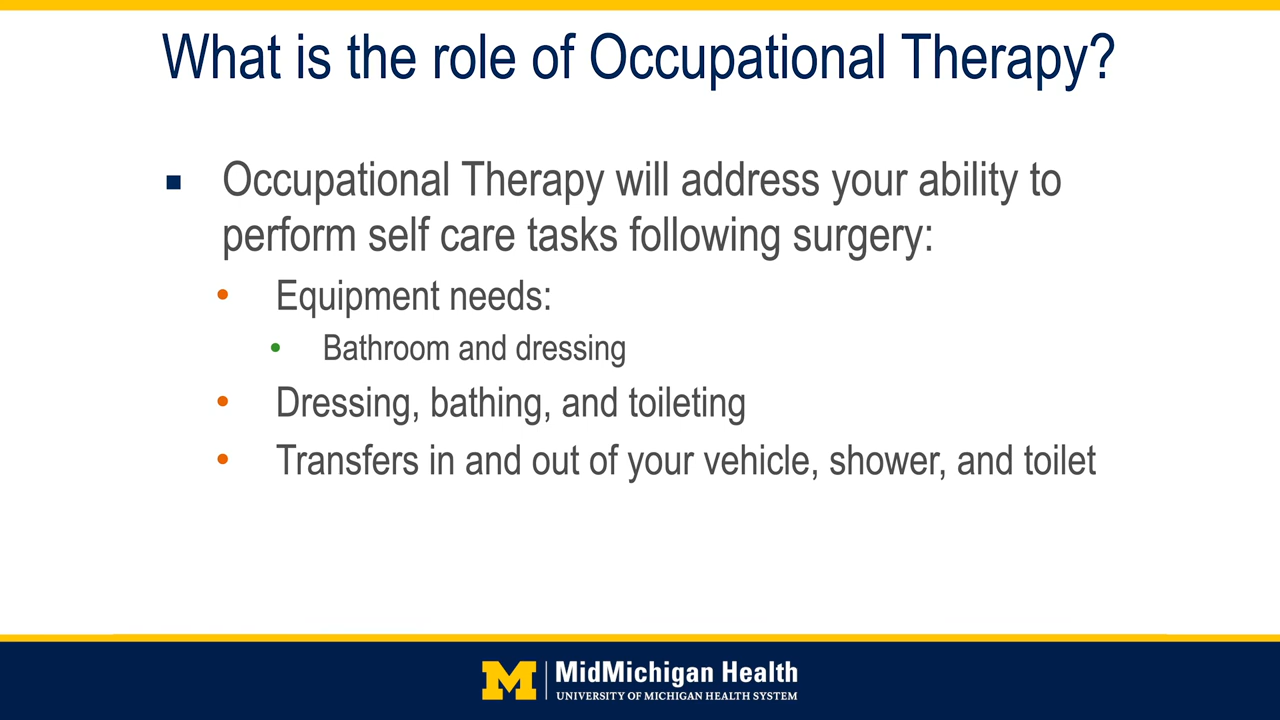 What is the role of Occupational Therapy?
▪ Occupational Therapy will address your ability to
perform self care tasks following surgery:
• Equipment needs:
• Bathroom and dressing
• Dressing, bathing, and toileting
• Transfers in and out of your vehicle, shower, and toilet
M | MidMichigan Health
UNIVERSITY OF MICHIGAN HEALTH SYSTEM